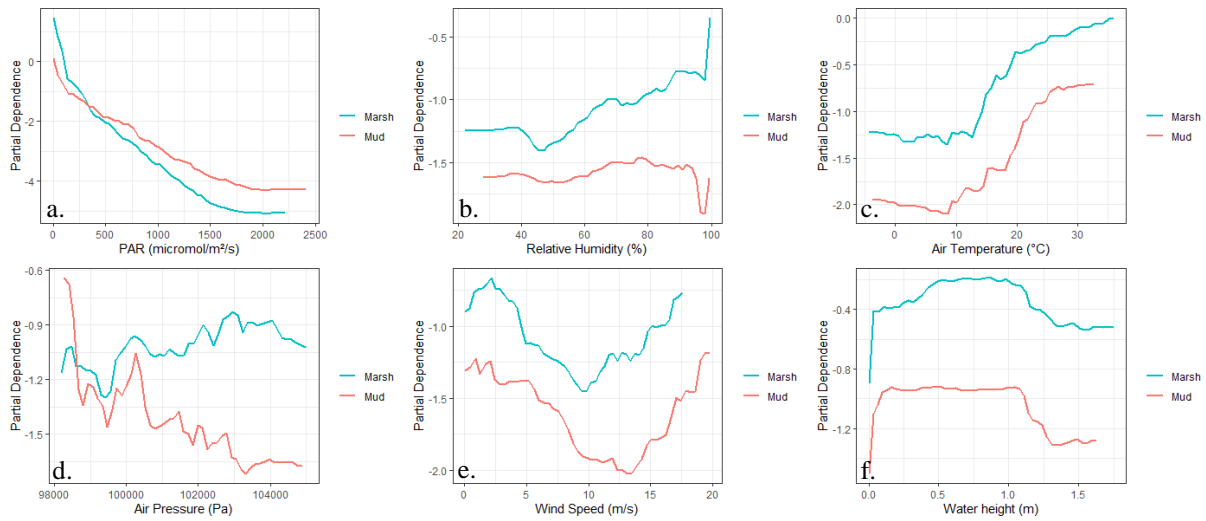 Partial Dependence
0
-2
-4
a.
0
500
1000
1500
2000
2500
PAR (micromol/m²/s)
Marsh
Mud
Partial Dependence
-0.5
-1.0
-1.5
b.
20
40
60
80
100
Relative Humidity (%)
Marsh
Mud
Partial Dependence
0.0
-0.5
-1.0
-1.5
-2.0
c.
0
10
20
30
Air Temperature (°C)
Marsh
Mud
Partial Dependence
-0.6
-0.9
-1.2
-1.5
d.
98000
100000
102000
104000
Air Pressure (Pa)
Marsh
Mud
Partial Dependence
-1.0
-1.5
-2.0
e.
0
5
10
15
20
Wind Speed (m/s)
Marsh
Mud
Partial Dependence
-0.4
-0.8
-1.2
f.
0.0
0.5
1.0
1.5
Water height (m)
Marsh
Mud